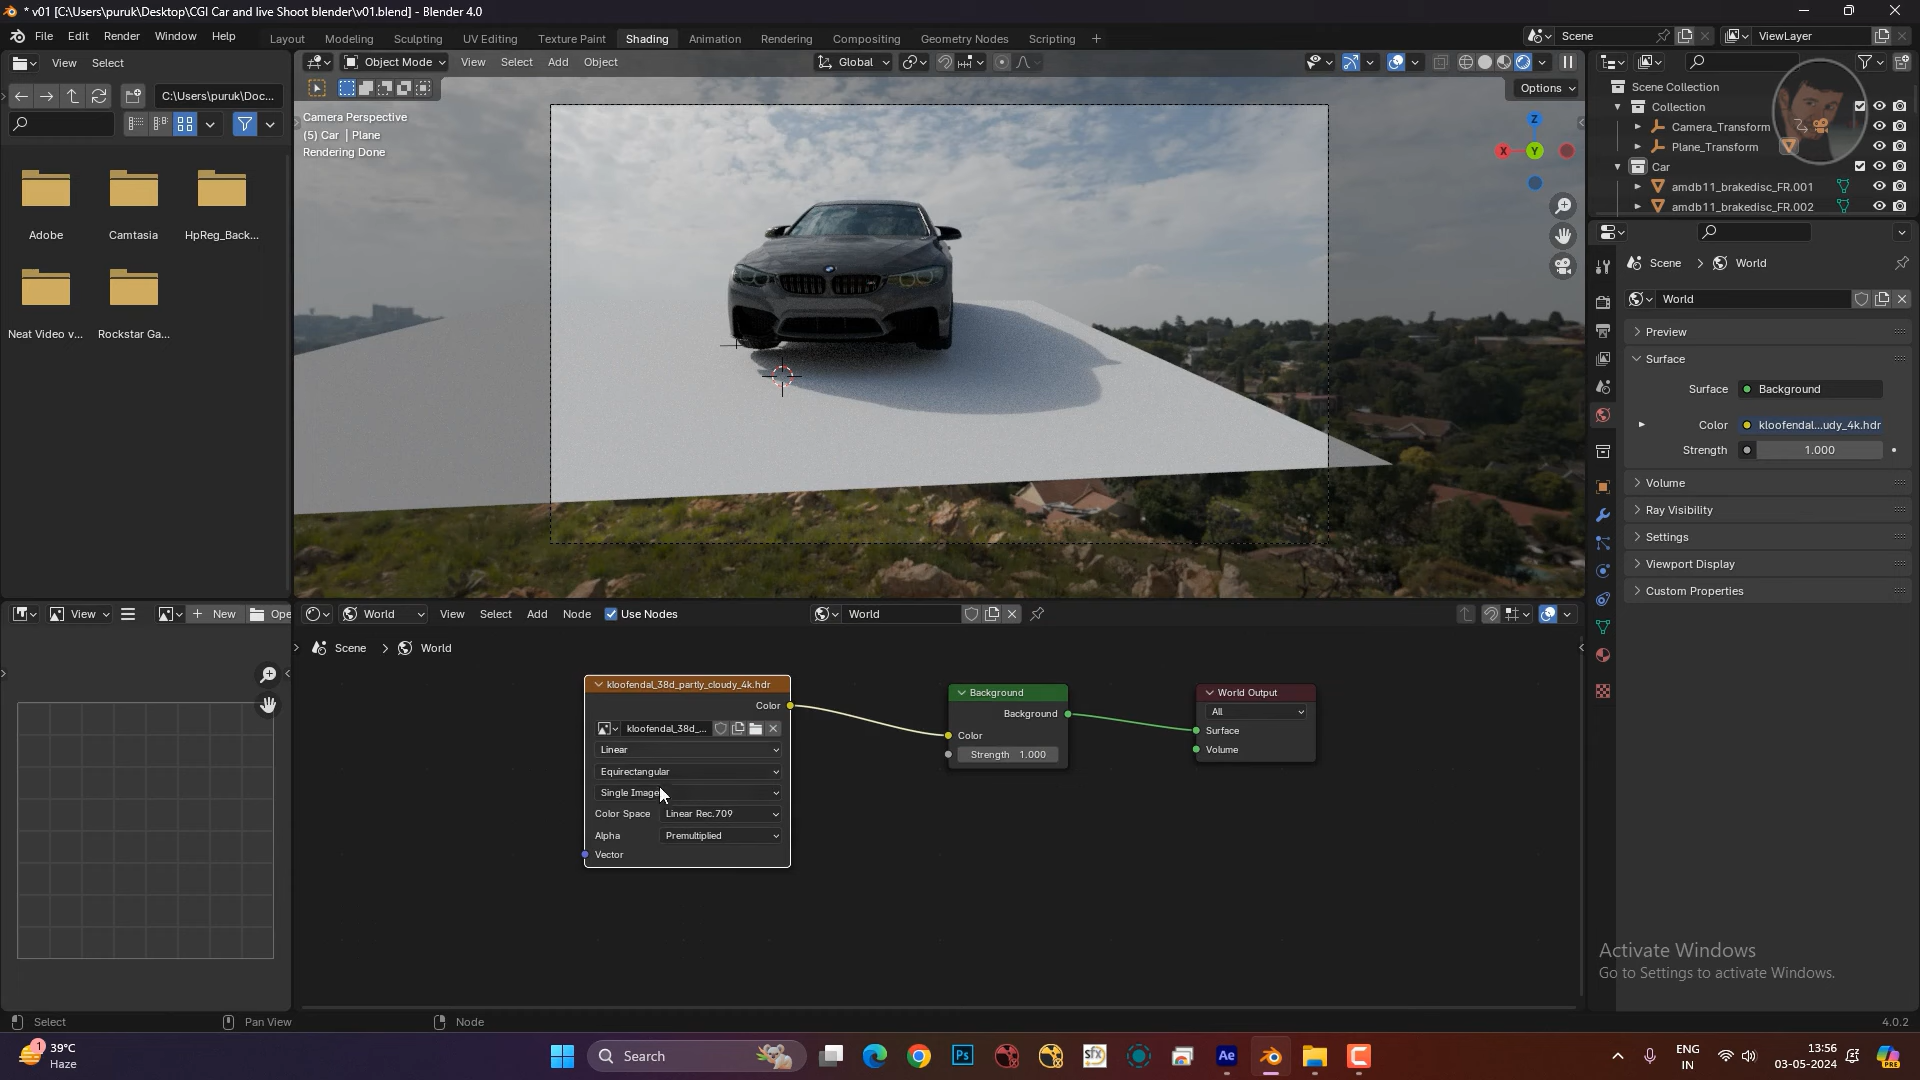 * v01 [C:\Users\puruk\Desktop\CGI Car and live Shoot blender\v01.blend] - Blender 4.0
File Edit Render Window Help
Layout Modeling Sculpting UV Editing Texture Paint Shading Animation Rendering Compositing Geometry Nodes Scripting +
Scene
ViewLayer
View Select
C:\Users\puruk\Doc...
Adobe
Camtasia
HpReg_Back...
Neat Video v...
Rockstar Ga...
Object Mode View Select Add Object
Global
Options
Camera Perspective
(5) Car | Plane
Rendering Done
Z
X
Y
Scene Collection
Collection
Camera_Transform
Plane_Transform
Car
amdb11_brakedisc_FR.001
amdb11_brakedisc_FR.002
Scene > World
World
Preview
Surface
Surface Background
Color kloofendal...udy_4k.hdr
Strength 1.000
Volume
Ray Visibility
Settings
Viewport Display
Custom Properties
View
New
Ope
World View Select Add Node Use Nodes
World
Scene > World
kloofendal_38d_partly_cloudy_4k.hdr
Color
kloofendal_38d_...
Linear
Equirectangular
Single Image
Color Space Linear Rec.709
Alpha Premultiplied
Vector
Background
Background
Color
Strength 1.000
World Output
All
Surface
Volume
Activate Windows
Go to Settings to activate Windows.
Select
Pan View
Node
4.0.2
1
39°C
Haze
Search
Ps
sfx
Ae
ENG
IN
13:56
03-05-2024
PRE